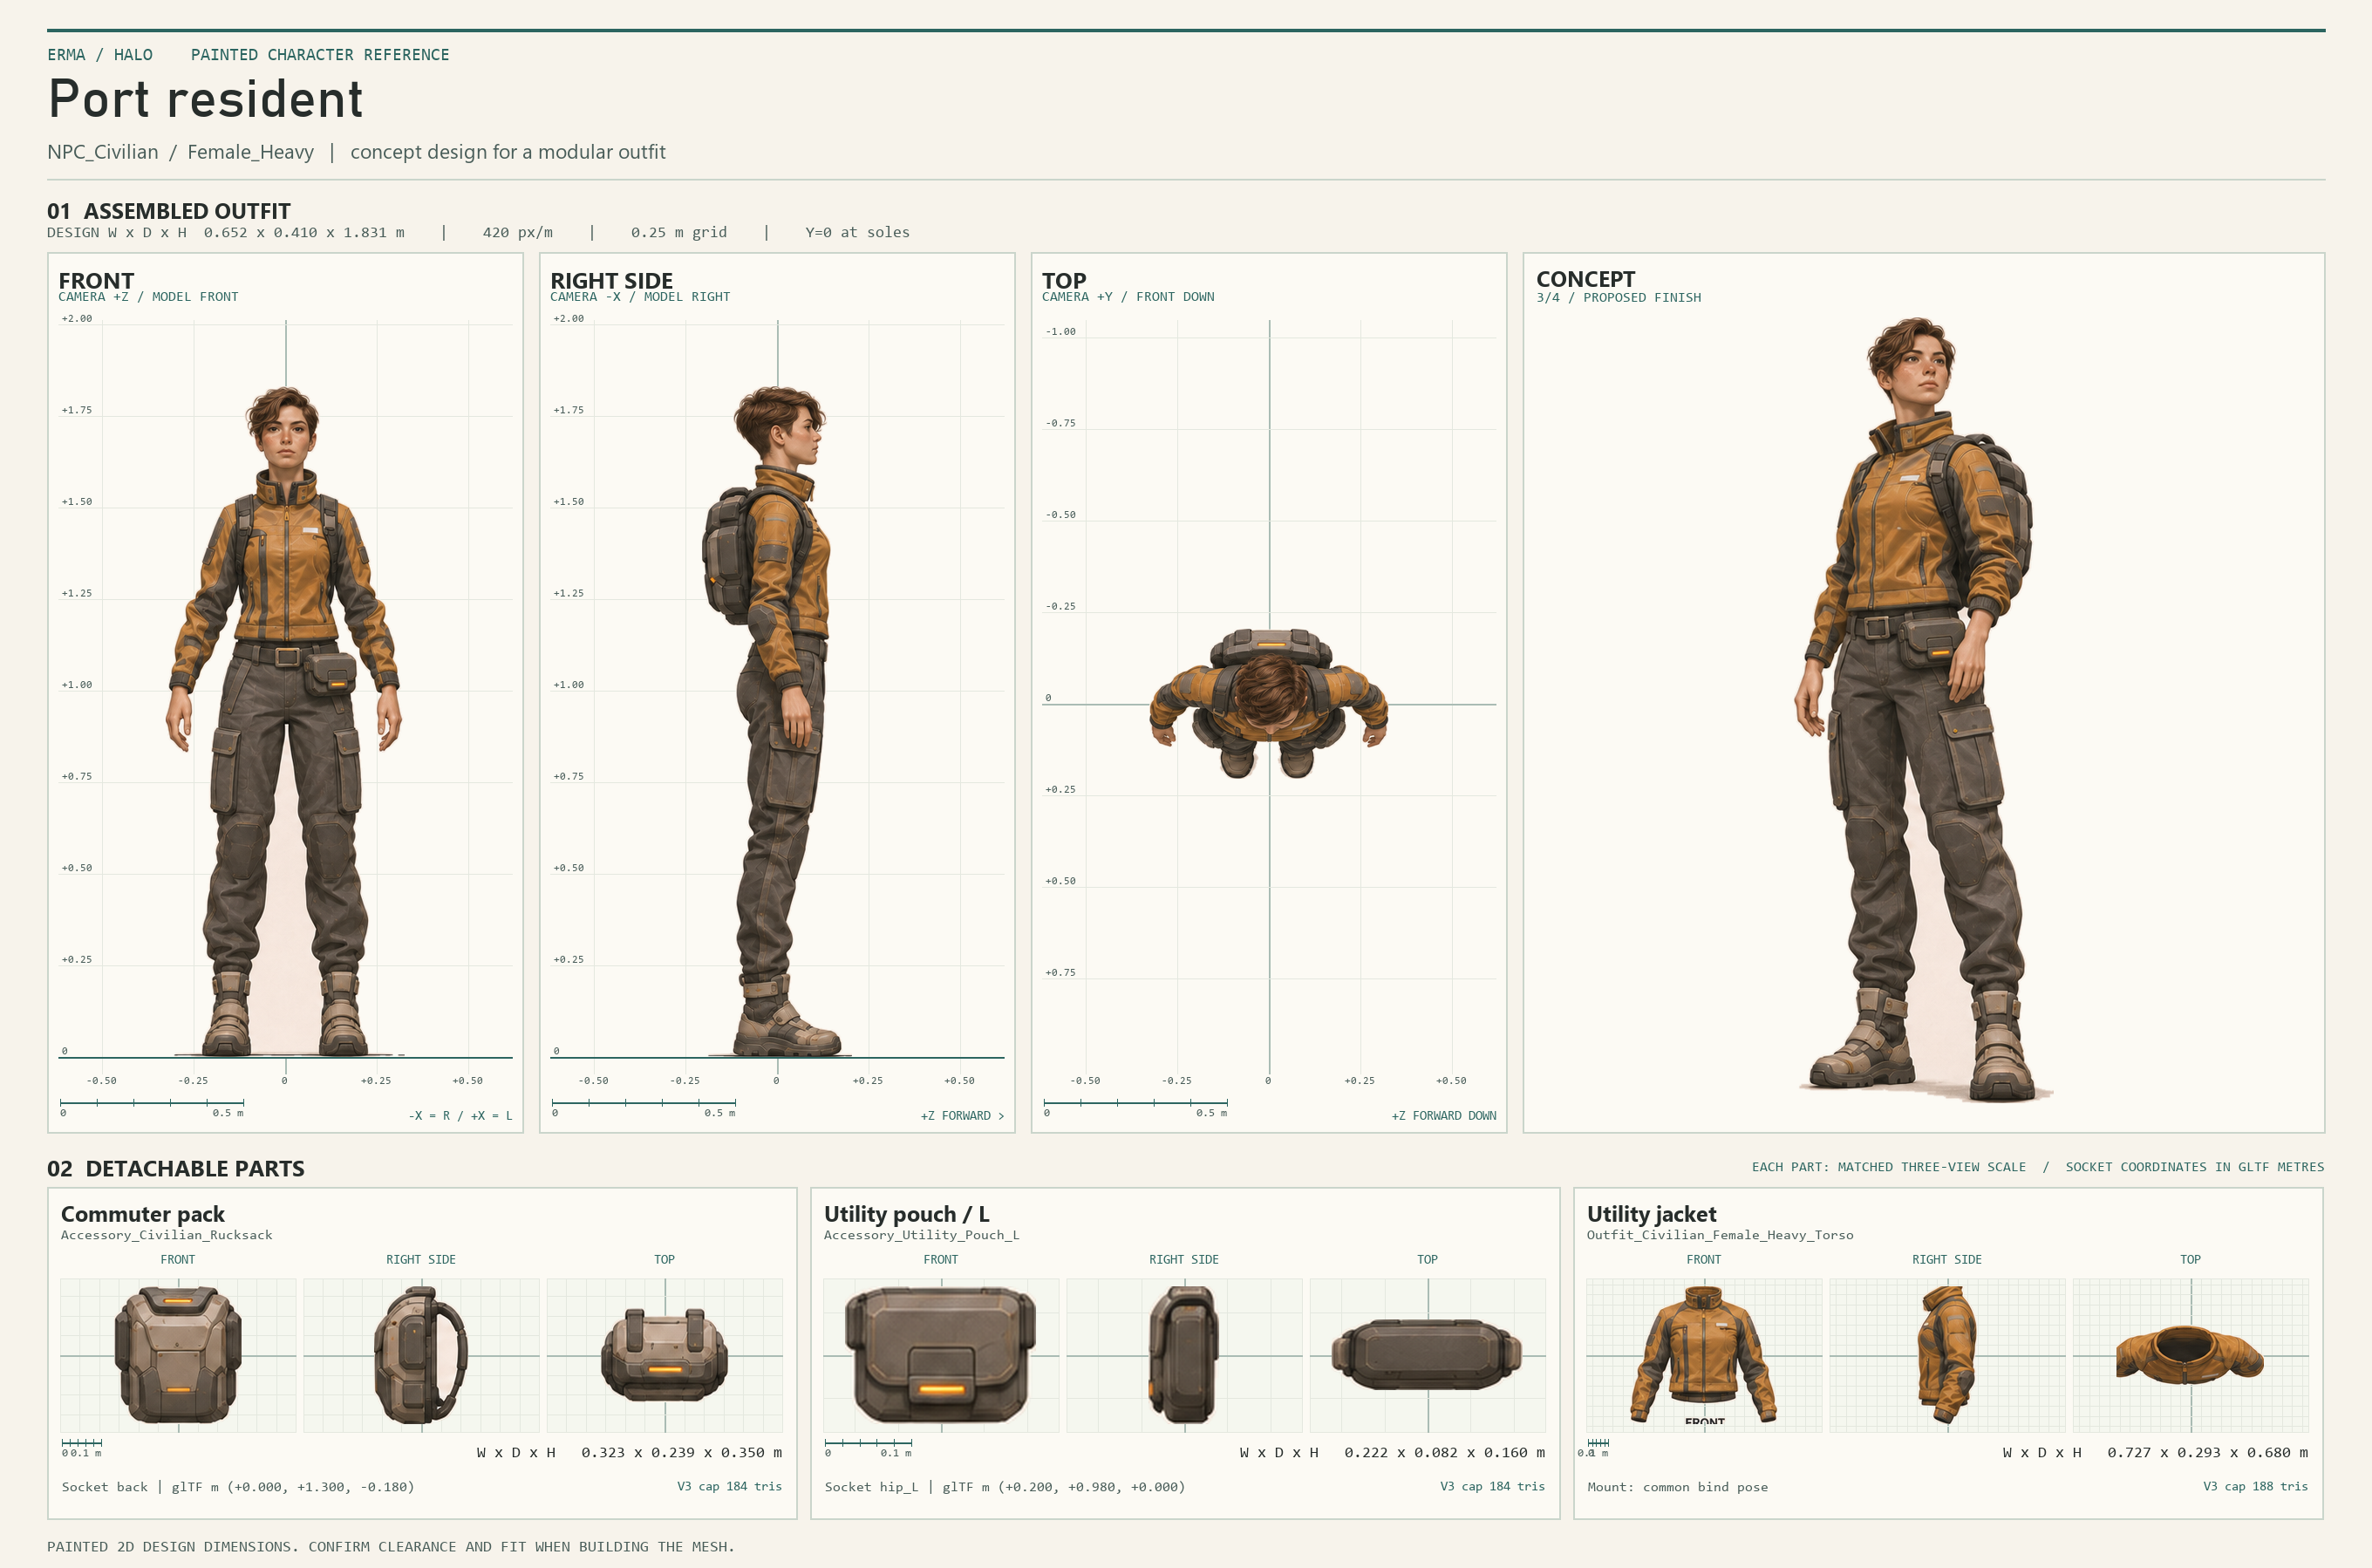 ERMA / HALO    PAINTED CHARACTER REFERENCE
Port resident
NPC_Civilian / Female_Heavy | concept design for a modular outfit
01 ASSEMBLED OUTFIT
DESIGN W x D x H 0.652 x 0.410 x 1.831 m | 420 px/m | 0.25 m grid | Y=0 at soles
FRONT
CAMERA +Z / MODEL FRONT
+2.00
+1.75
+1.50
+1.25
+1.00
+0.75
+0.50
+0.25
0
-0.50 -0.25 0 +0.25 +0.50
0 0.5 m
-X = R / +X = L
RIGHT SIDE
CAMERA -X / MODEL RIGHT
+2.00
+1.75
+1.50
+1.25
+1.00
+0.75
+0.50
+0.25
0
-0.50 -0.25 0 +0.25 +0.50
0 0.5 m
+Z FORWARD >
TOP
CAMERA +Y / FRONT DOWN
-1.00
-0.75
-0.50
-0.25
0
+0.25
+0.50
+0.75
-0.50 -0.25 0 +0.25 +0.50
0 0.5 m
+Z FORWARD DOWN
CONCEPT
3/4 / PROPOSED FINISH
02 DETACHABLE PARTS
EACH PART: MATCHED THREE-VIEW SCALE / SOCKET COORDINATES IN GLTF METRES
Commuter pack
Accessory_Civilian_Rucksack
FRONT RIGHT SIDE TOP
0 0.1 m
W x D x H 0.323 x 0.239 x 0.350 m
Socket back | glTF m (+0.000, +1.300, -0.180)
V3 cap 184 tris
Utility pouch / L
Accessory_Utility_Pouch_L
FRONT RIGHT SIDE TOP
0 0.1 m
W x D x H 0.222 x 0.082 x 0.160 m
Socket hip_L | glTF m (+0.200, +0.980, +0.000)
V3 cap 184 tris
Utility jacket
Outfit_Civilian_Female_Heavy_Torso
FRONT RIGHT SIDE TOP
FRONT
0 0.1 m
W x D x H 0.727 x 0.293 x 0.680 m
Mount: common bind pose
V3 cap 188 tris
PAINTED 2D DESIGN DIMENSIONS. CONFIRM CLEARANCE AND FIT WHEN BUILDING THE MESH.